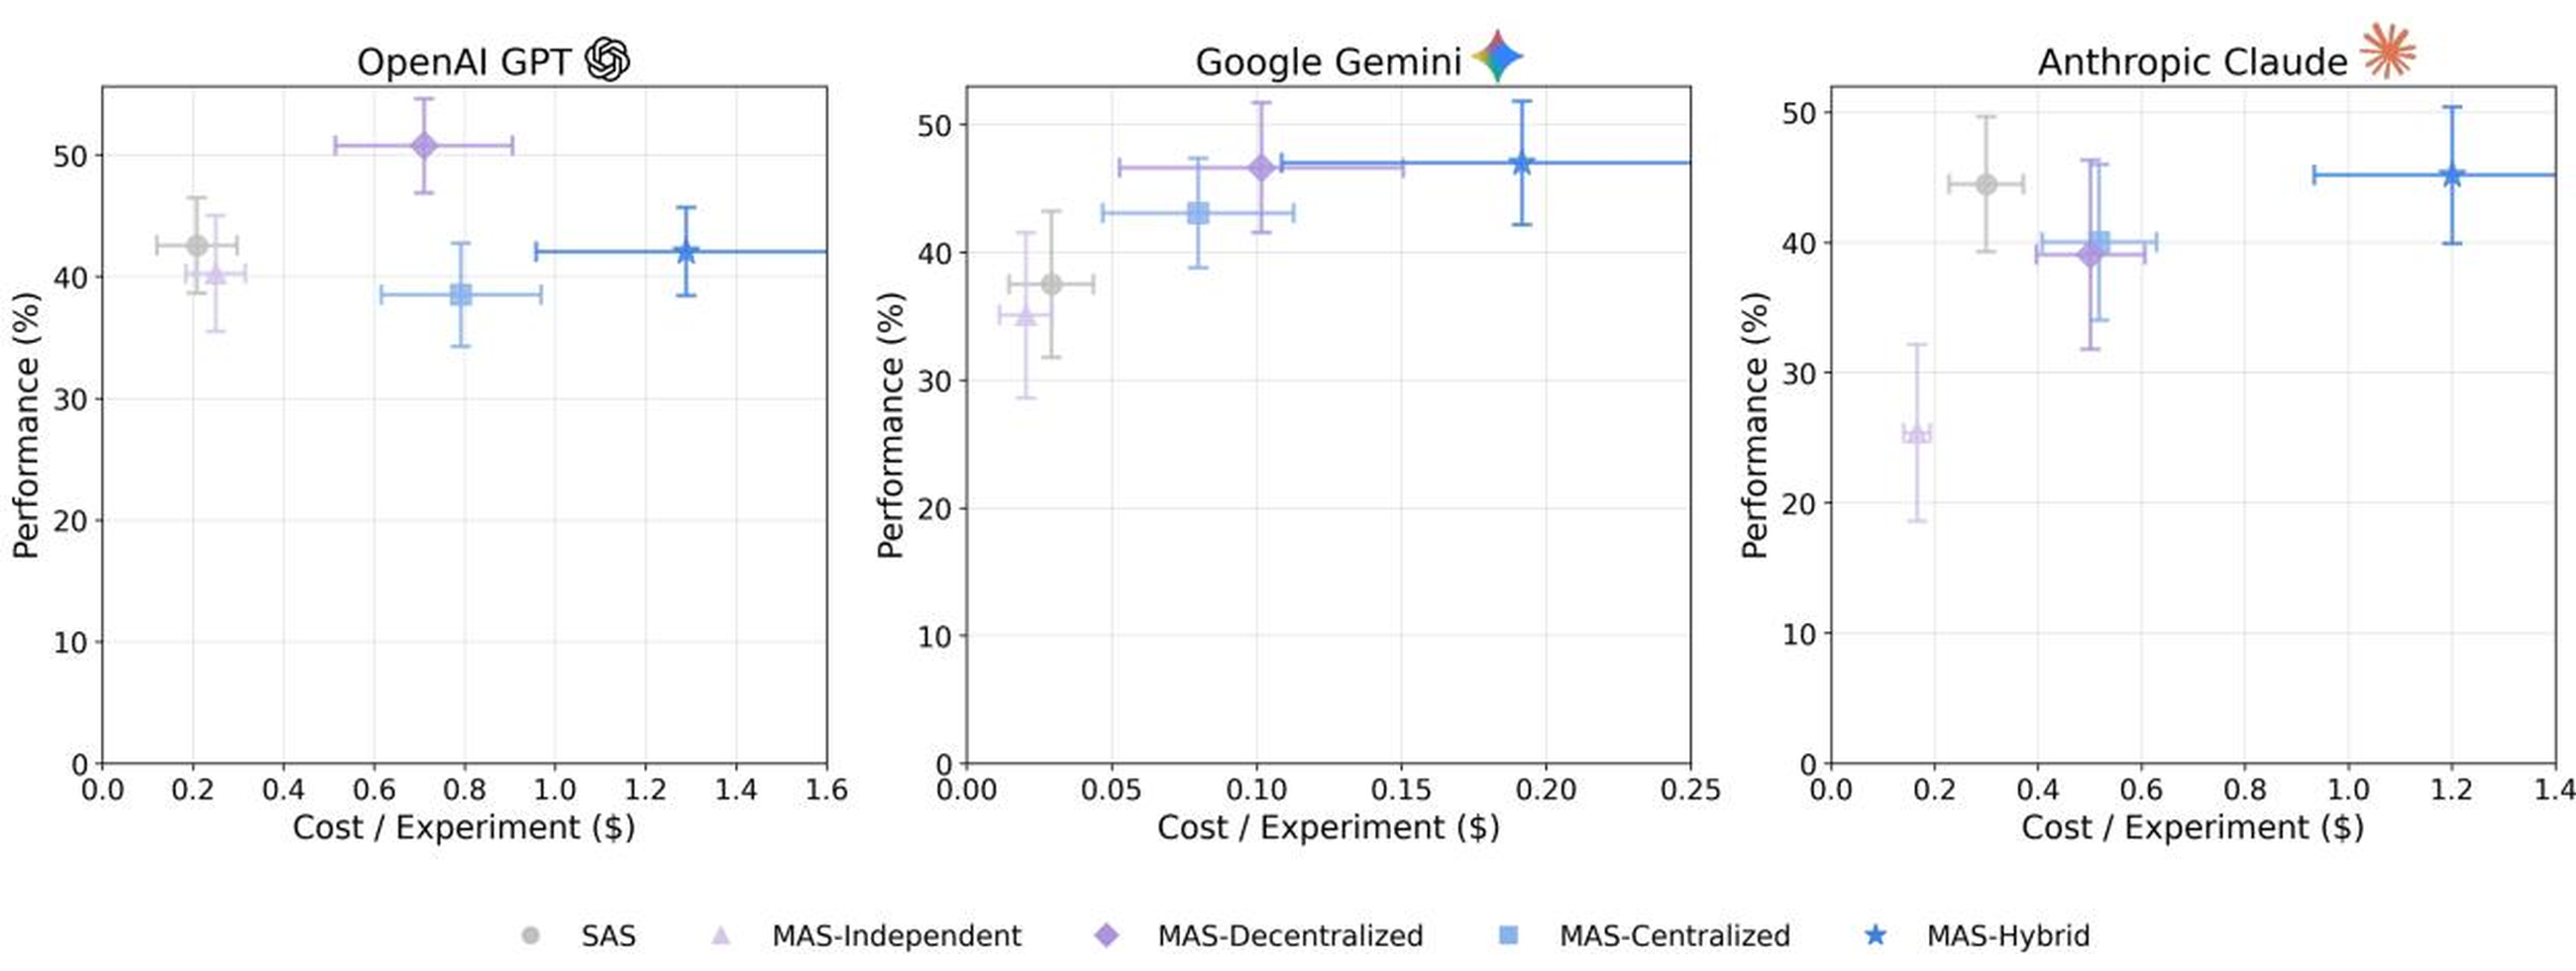 OpenAI GPT
50
40
30
20
10
0
Performance (%)
0.0 0.2 0.4 0.6 0.8 1.0 1.2 1.4 1.6
Cost / Experiment ($)
Google Gemini
50
40
30
20
10
0
Performance (%)
0.00 0.05 0.10 0.15 0.20 0.25
Cost / Experiment ($)
Anthropic Claude
50
40
30
20
10
0
Performance (%)
0.0 0.2 0.4 0.6 0.8 1.0 1.2 1.4
Cost / Experiment ($)
SAS MAS-Independent MAS-Decentralized MAS-Centralized MAS-Hybrid